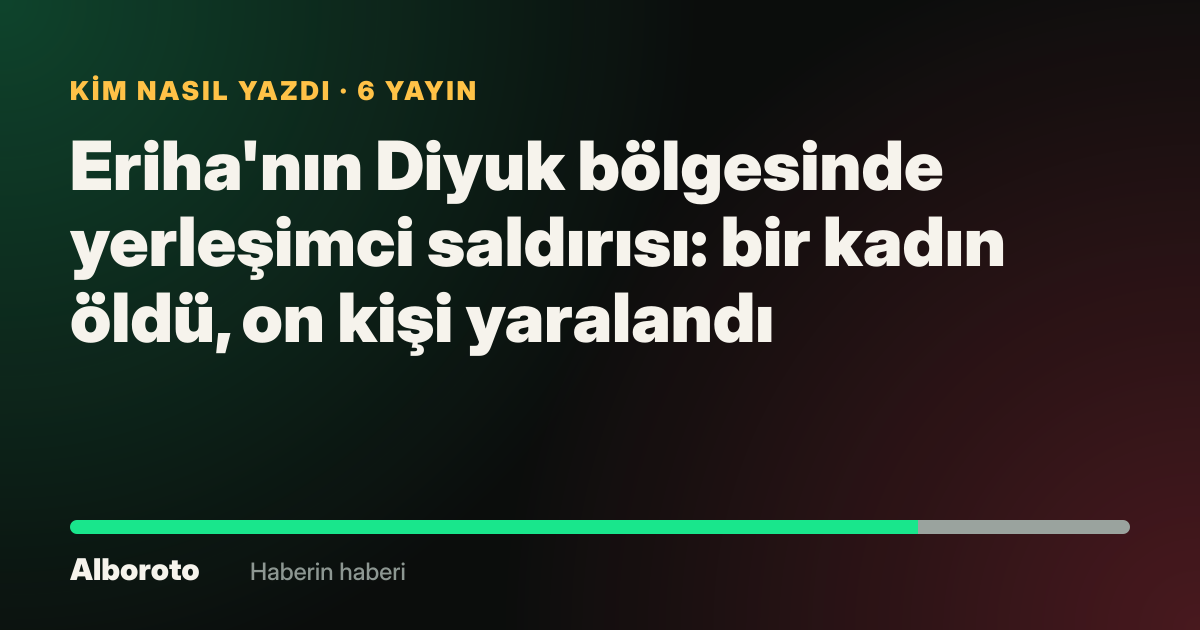 KİM NASIL YAZDI · 6 YAYIN
Eriha'nın Diyuk bölgesinde
yerleşimci saldırısı: bir kadın
öldü, on kişi yaralandı
Alboroto
Haberin haberi